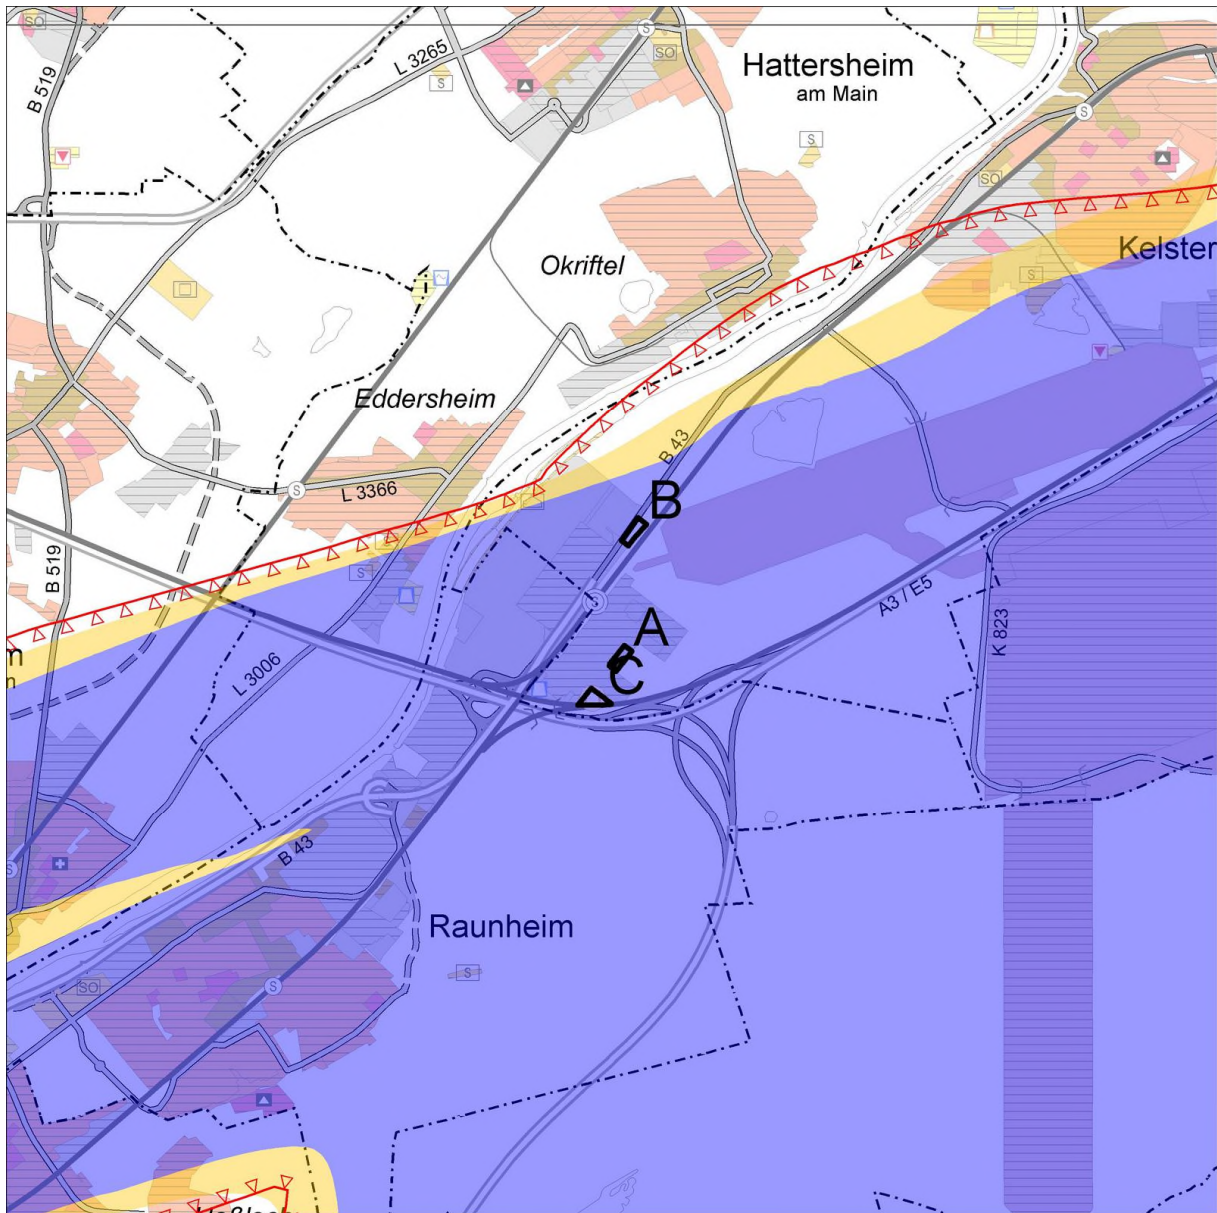 SO
B 519
L 3265
S
S
SO
Hattersheim
am Main
S
S
SO
Kelster
S
Okriftel
Eddersheim
S
L 3366
B 43
B
B 519
S
S
S
A
A3 / E5
K 823
C
m
n
L 3006
S
B 43
Raunheim
S
SO
S